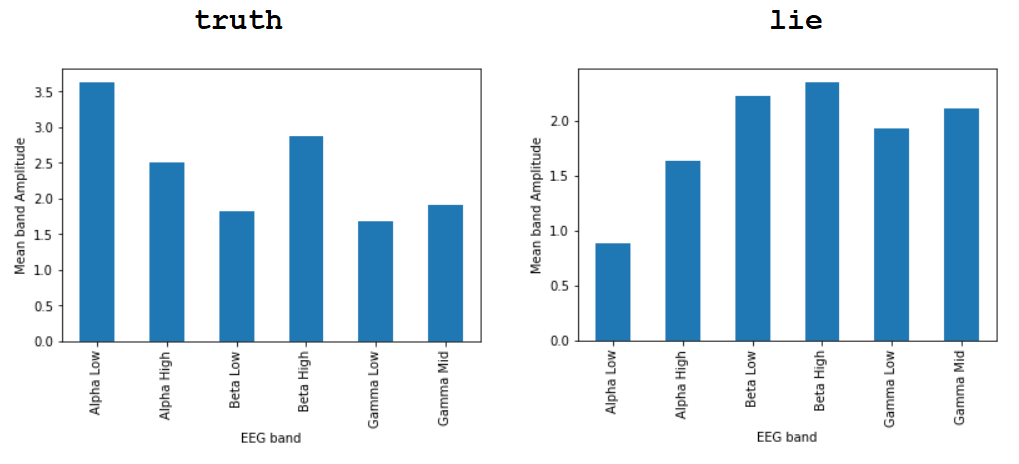 truth
lie
Mean band Amplitude
3.5
3.0
2.5
2.0
1.5
1.0
0.5
0.0
Alpha Low
Alpha High
Beta Low
Beta High
Gamma Low
Gamma Mid
EEG band
Mean band Amplitude
2.0
1.5
1.0
0.5
0.0
Alpha Low
Alpha High
Beta Low
Beta High
Gamma Low
Gamma Mid
EEG band